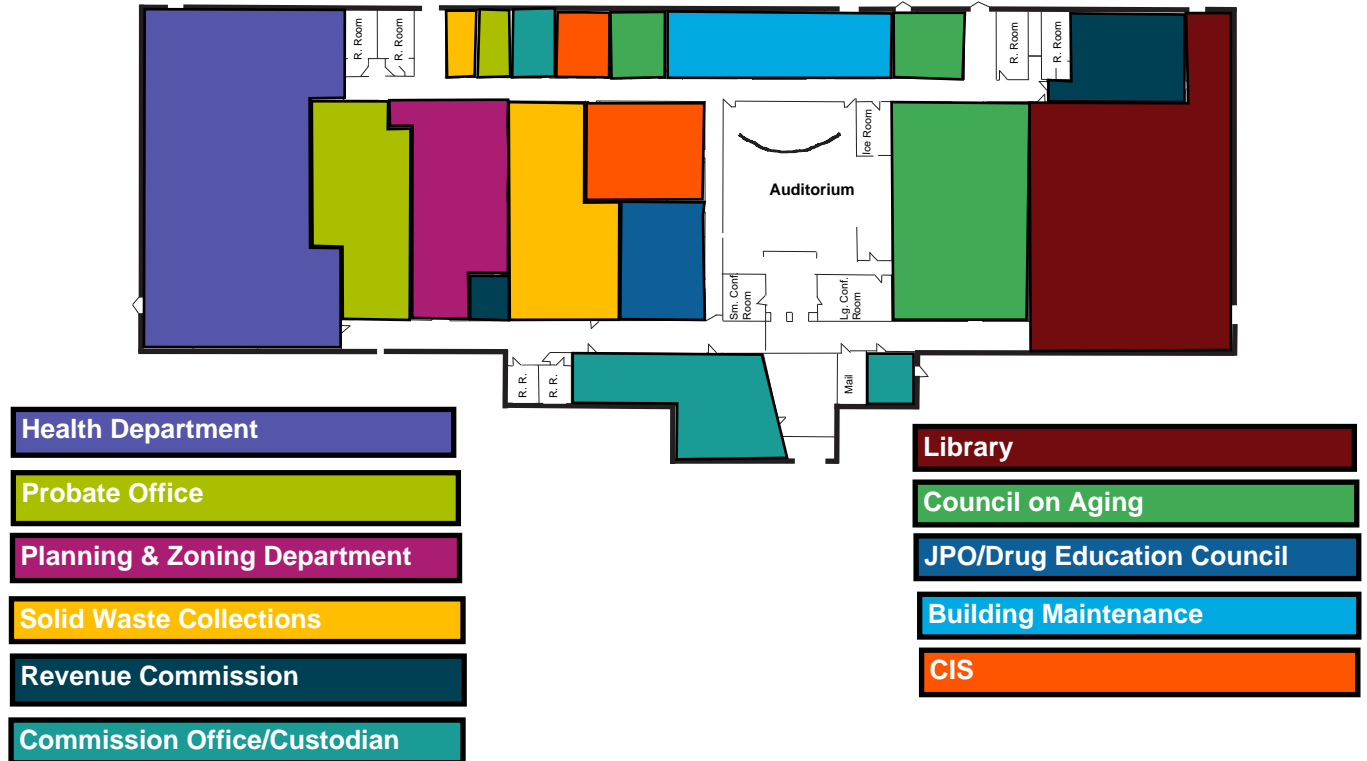 R. Room
R. Room
R. Room
R. Room
Ice Room
Auditorium
Sm. Conf.
Room
Lg. Conf.
Room
R. R.
R. R.
Mail
Health Department
Probate Office
Planning & Zoning Department
Solid Waste Collections
Revenue Commission
Commission Office/Custodian
Library
Council on Aging
JPO/Drug Education Council
Building Maintenance
CIS